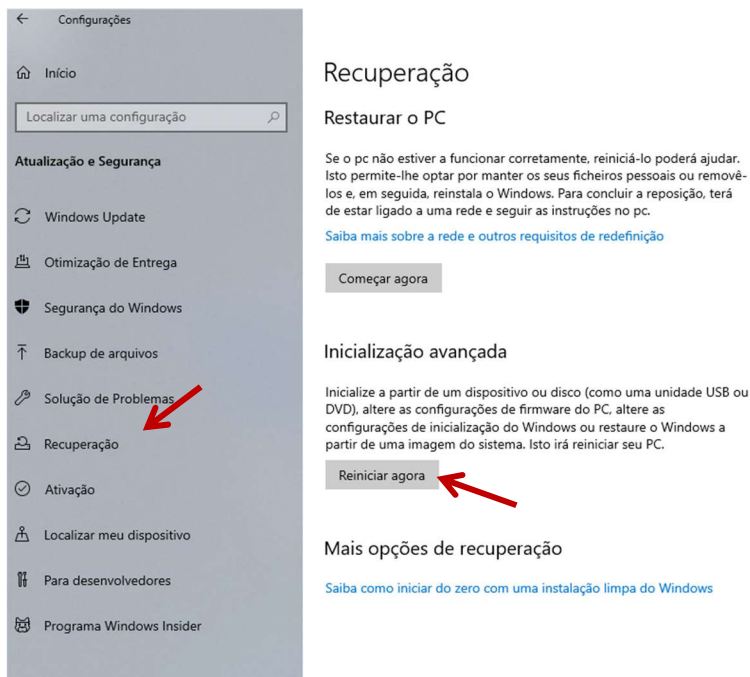 Configurações
Início
Localizar uma configuração
Atualização e Segurança
Windows Update
Otimização de Entrega
Segurança do Windows
Backup de arquivos
Solução de Problemas
Recuperação
Ativação
Localizar meu dispositivo
Para desenvolvedores
Programa Windows Insider
Recuperação
Restaurar o PC
Se o pc não estiver a funcionar corretamente, reiniciá-lo poderá ajudar.
Isto permite-lhe optar por manter os seus ficheiros pessoais ou removê-
los e, em seguida, reinstala o Windows. Para concluir a reposição, terá
de estar ligado a uma rede e seguir as instruções no pc.
Saiba mais sobre a rede e outros requisitos de redefinição
Começar agora
Inicialização avançada
Inicialize a partir de um dispositivo ou disco (como uma unidade USB ou
DVD), altere as configurações de firmware do PC, altere as
configurações de inicialização do Windows ou restaure o Windows a
partir de uma imagem do sistema. Isto irá reiniciar seu PC.
Reiniciar agora
Mais opções de recuperação
Saiba como iniciar do zero com uma instalação limpa do Windows